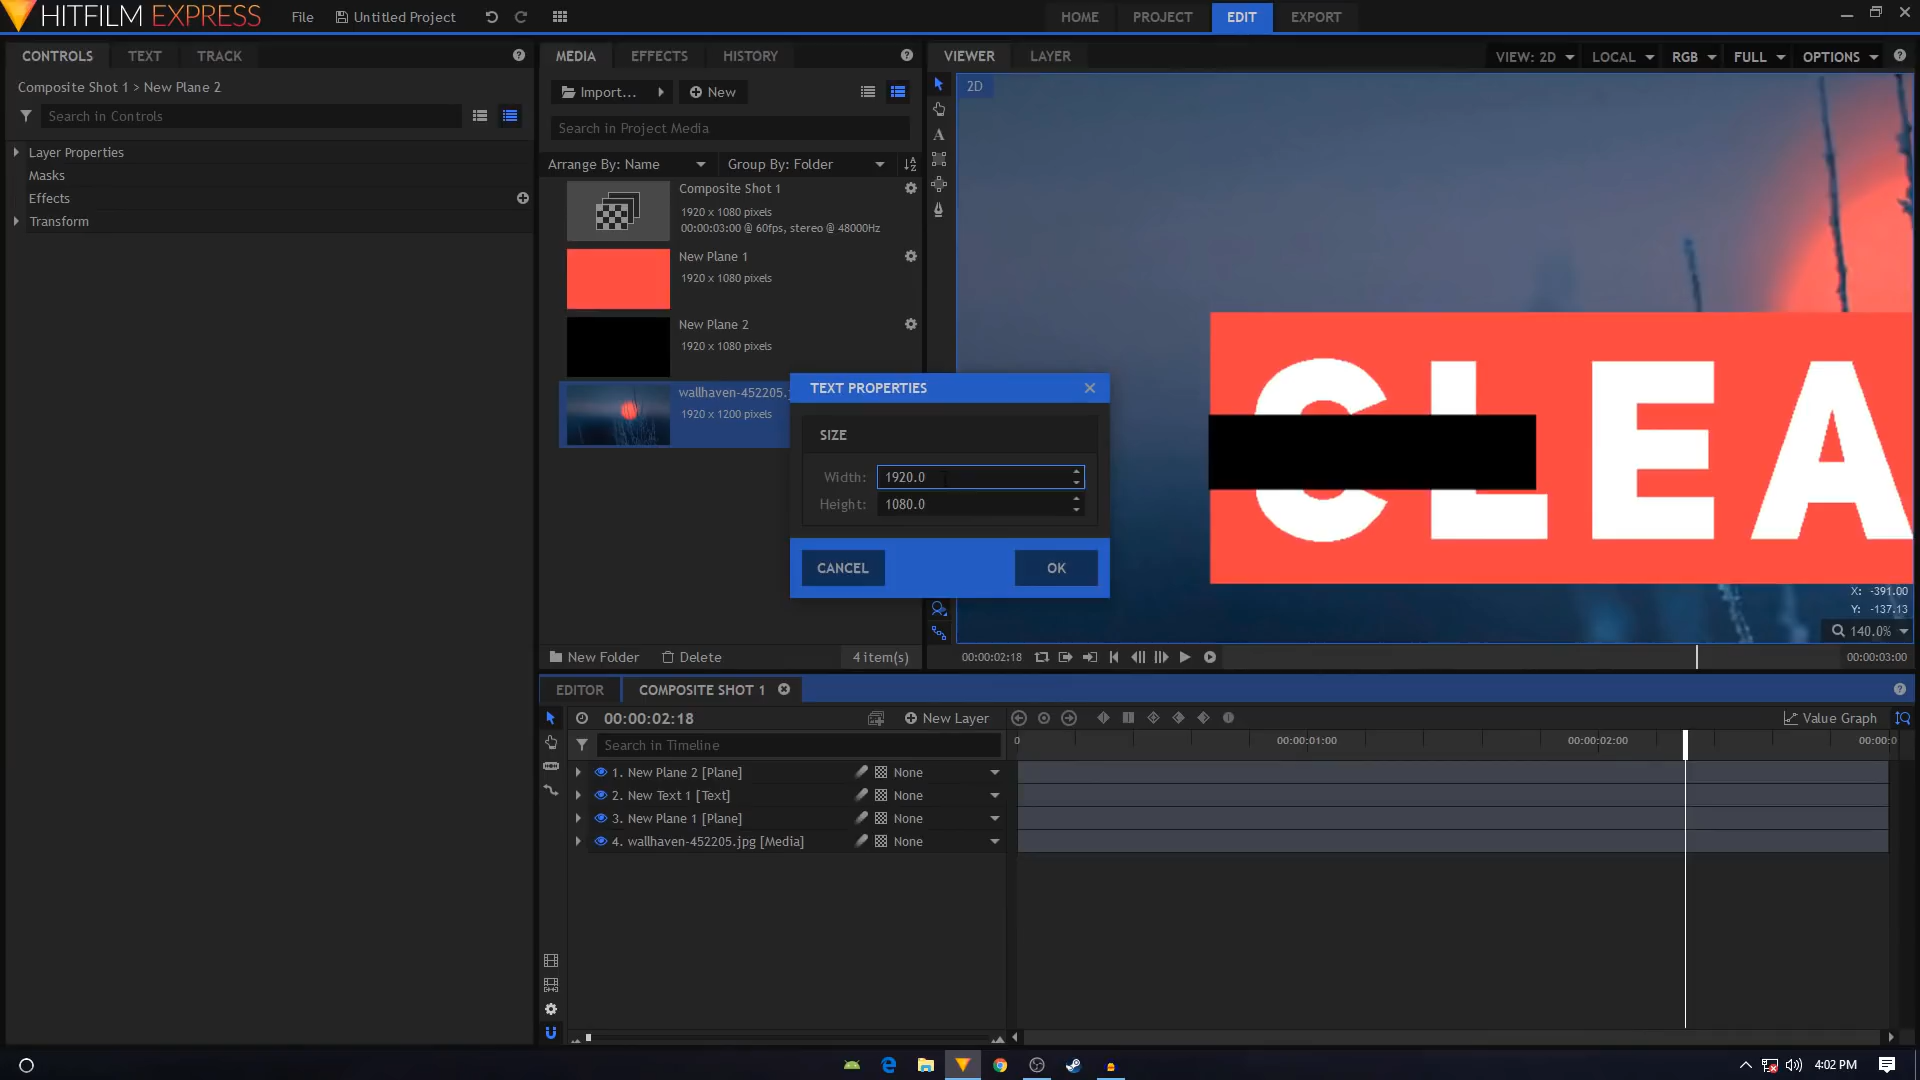 HITFILM EXPRESS
File
Untitled Project
HOME
PROJECT
EDIT
EXPORT
CONTROLS
TEXT
TRACK
Composite Shot 1 > New Plane 2
Search in Controls
Layer Properties
Masks
Effects
Transform
MEDIA
EFFECTS
HISTORY
Import...
New
Search in Project Media
Arrange By: Name
Group By: Folder
Composite Shot 1
1920 x 1080 pixels
00:00:03:00 @ 60fps, stereo @ 48000Hz
New Plane 1
1920 x 1080 pixels
New Plane 2
1920 x 1080 pixels
wallhaven-452205.
1920 x 1200 pixels
New Folder
Delete
4 item(s)
VIEWER
LAYER
VIEW: 2D
LOCAL
RGB
FULL
OPTIONS
2D
CLEA
X: -391.00
Y: -137.13
140.0%
00:00:02:18
00:00:03:00
TEXT PROPERTIES
SIZE
Width: 1920.0
Height: 1080.0
CANCEL
OK
EDITOR
COMPOSITE SHOT 1
00:00:02:18
New Layer
Value Graph
Search in Timeline
0
00:00:01:00
00:00:02:00
00:00:0
1. New Plane 2 [Plane]
None
2. New Text 1 [Text]
None
3. New Plane 1 [Plane]
None
4. wallhaven-452205.jpg [Media]
None
4:02 PM